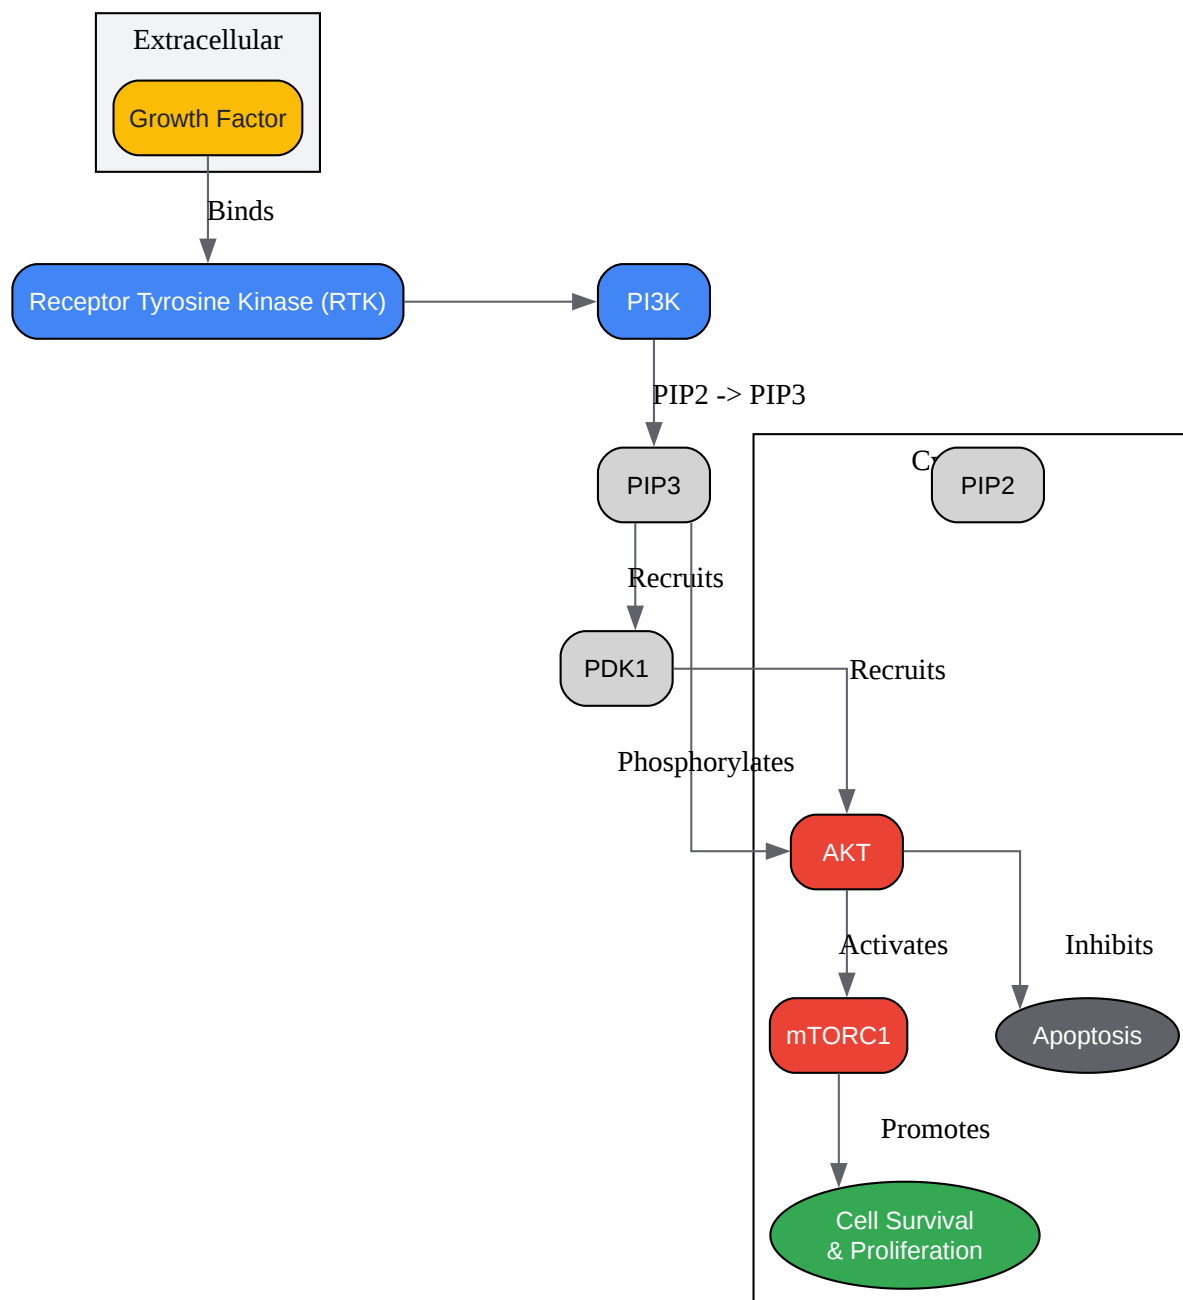 Extracellular
Growth Factor
Binds
Receptor Tyrosine Kinase (RTK)
PI3K
PIP2 -> PIP3
PIP3
PIP2
Recruits
PDK1
Recruits
Phosphorylates
AKT
Activates
Inhibits
mTORC1
Apoptosis
Promotes
Cell Survival
& Proliferation